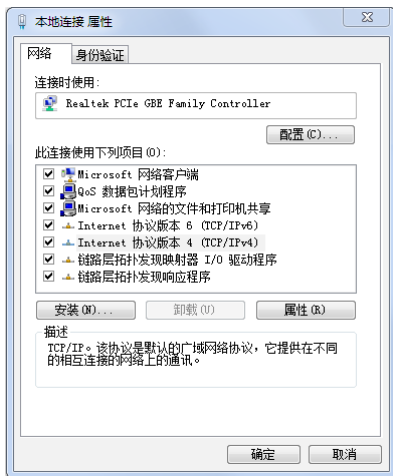 本地连接 属性
网络
身份验证
连接时使用:
Realtek PCIe GBE Family Controller
配置(C)...
此连接使用下列项目(O):
Microsoft 网络客户端
QoS 数据包计划程序
Microsoft 网络的文件和打印机共享
Internet 协议版本 6 (TCP/IPv6)
Internet 协议版本 4 (TCP/IPv4)
链路层拓扑发现映射器 I/O 驱动程序
链路层拓扑发现响应程序
安装(N)...
卸载(U)
属性(R)
描述
TCP/IP。该协议是默认的广域网络协议，它提供在不同
的相互连接的网络上的通讯。
确定
取消